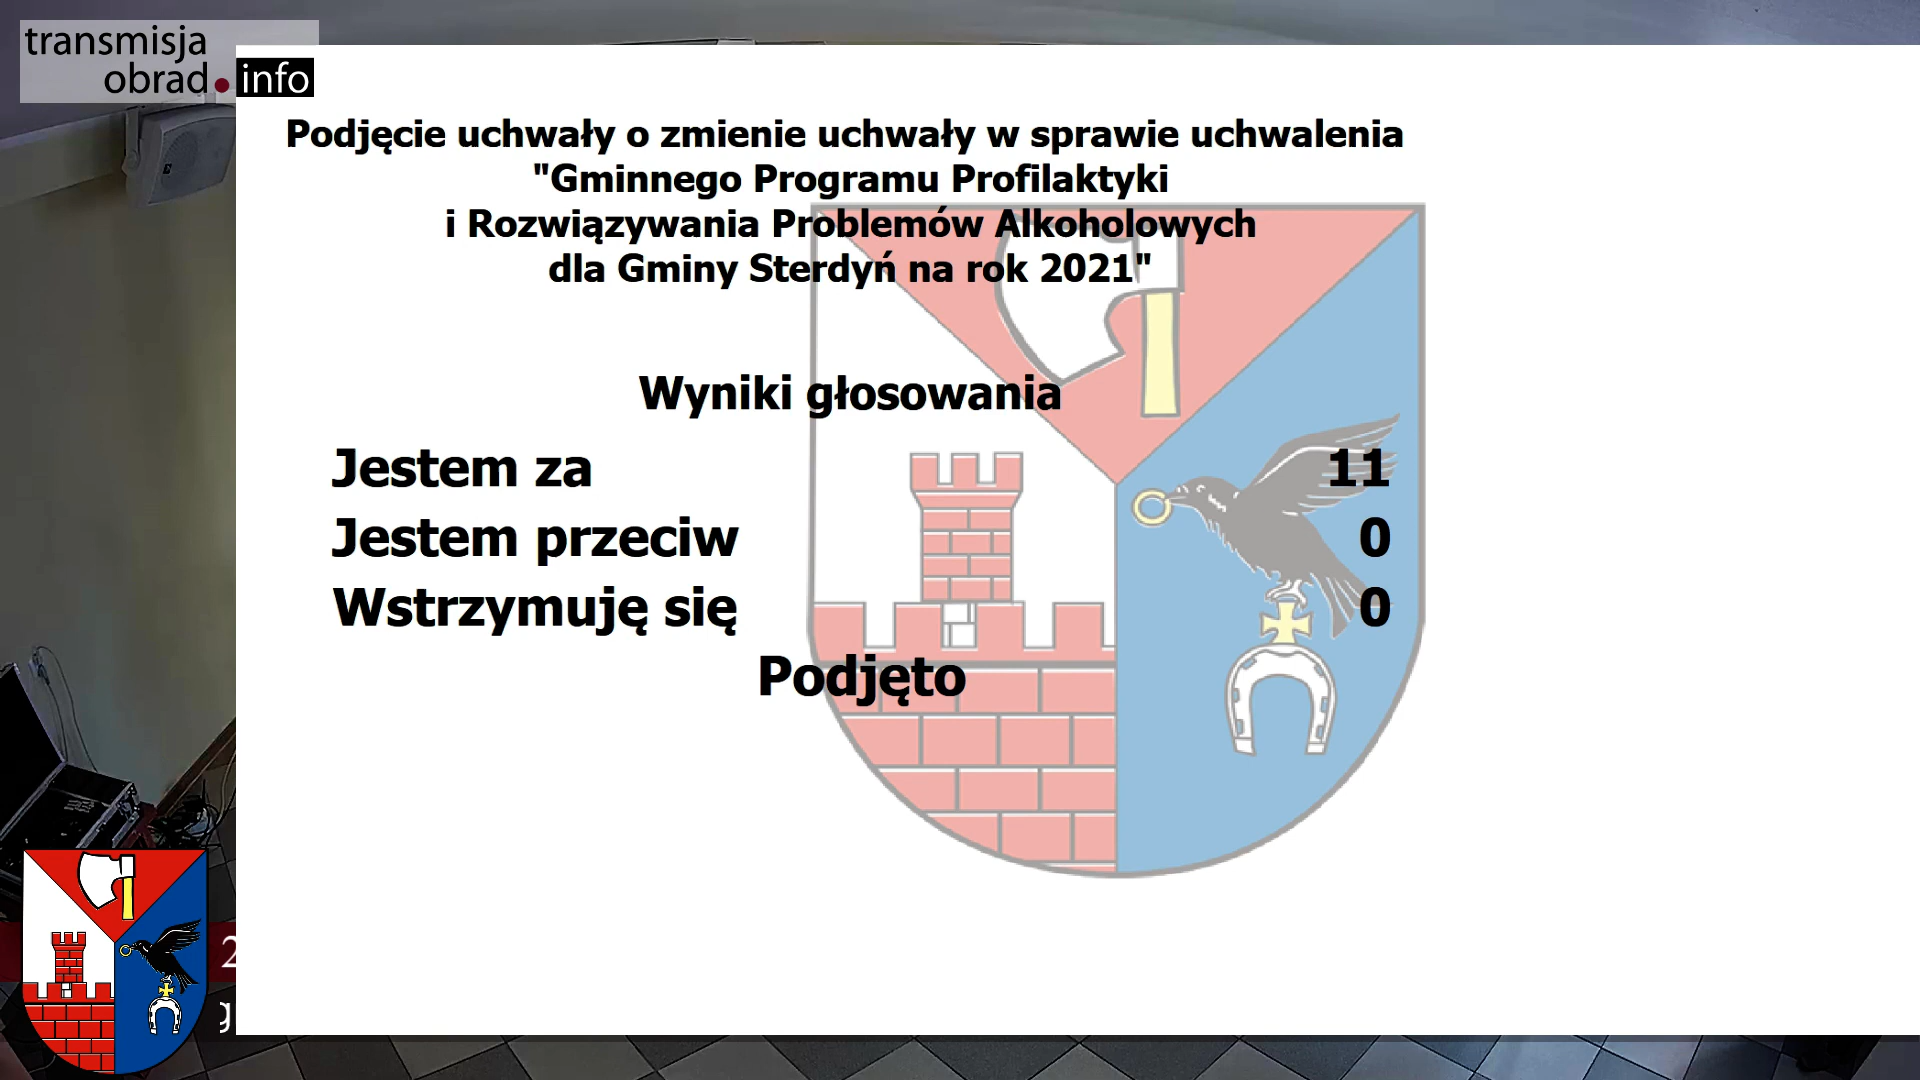 transmisja
obrad.info
Podjęcie uchwały o zmienie uchwały w sprawie uchwalenia
"Gminnego Programu Profilaktyki
i Rozwiązywania Problemów Alkoholowych
dla Gminy Sterdyń na rok 2021"
Wyniki głosowania
Jestem za 11
Jestem przeciw 0
Wstrzymuję się 0
Podjęto
2
g